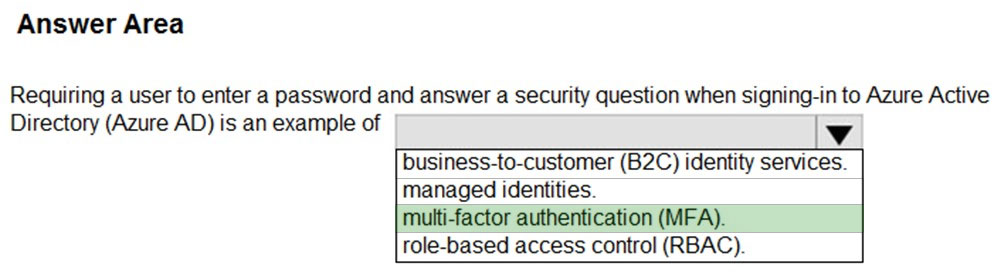 Answer Area
Requiring a user to enter a password and answer a security question when signing-in to Azure Active
Directory (Azure AD) is an example of
business-to-customer (B2C) identity services.
managed identities.
multi-factor authentication (MFA).
role-based access control (RBAC).